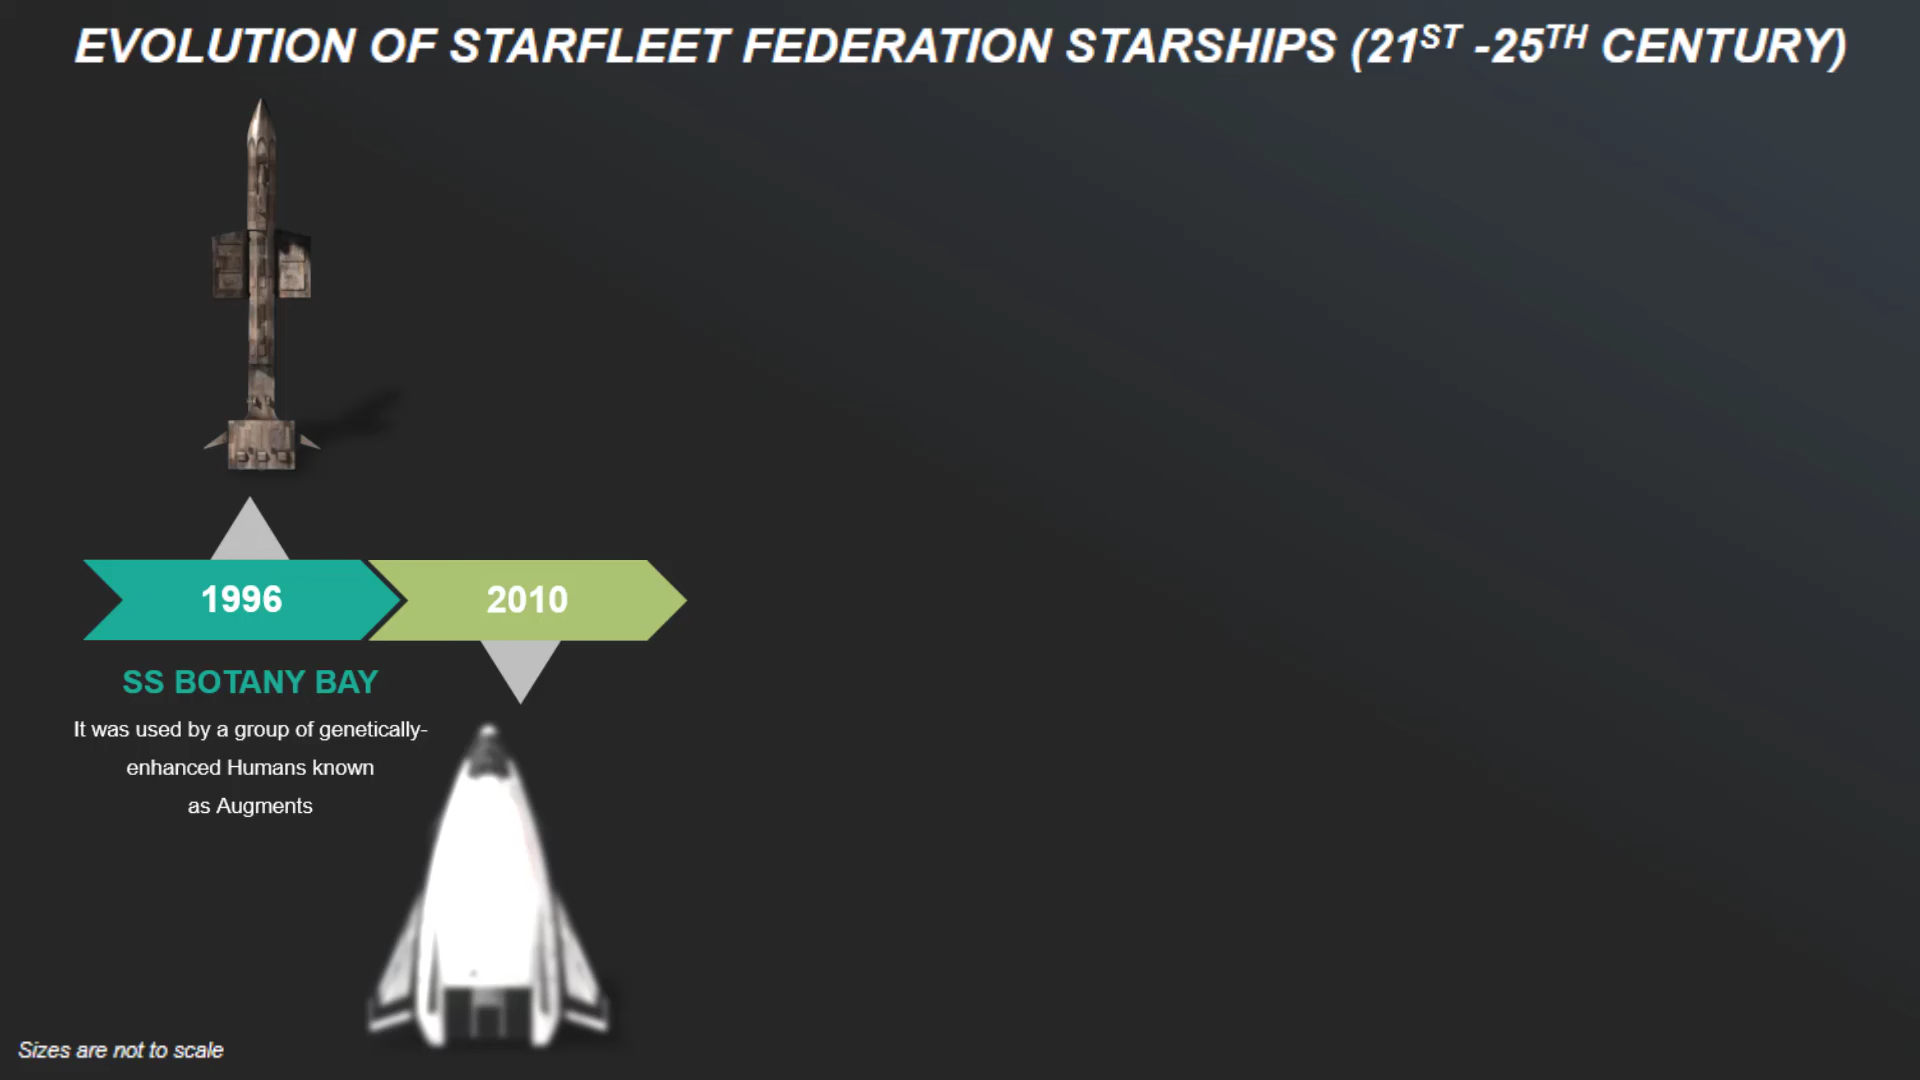 EVOLUTION OF STARFLEET FEDERATION STARSHIPS (21ST -25TH CENTURY)
1996
2010
SS BOTANY BAY
It was used by a group of genetically-
enhanced Humans known
as Augments
Sizes are not to scale